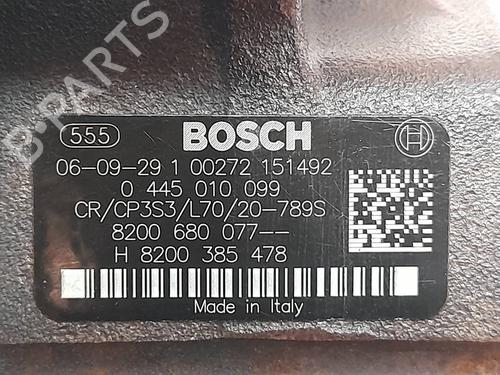 B-PARTS
555 BOSCH
06-09-29 1 00272 151492
0 445 010 099
CR/CP3S3/L70/20-789S
8200 680 077--
H 8200 385 478
Made in Italy